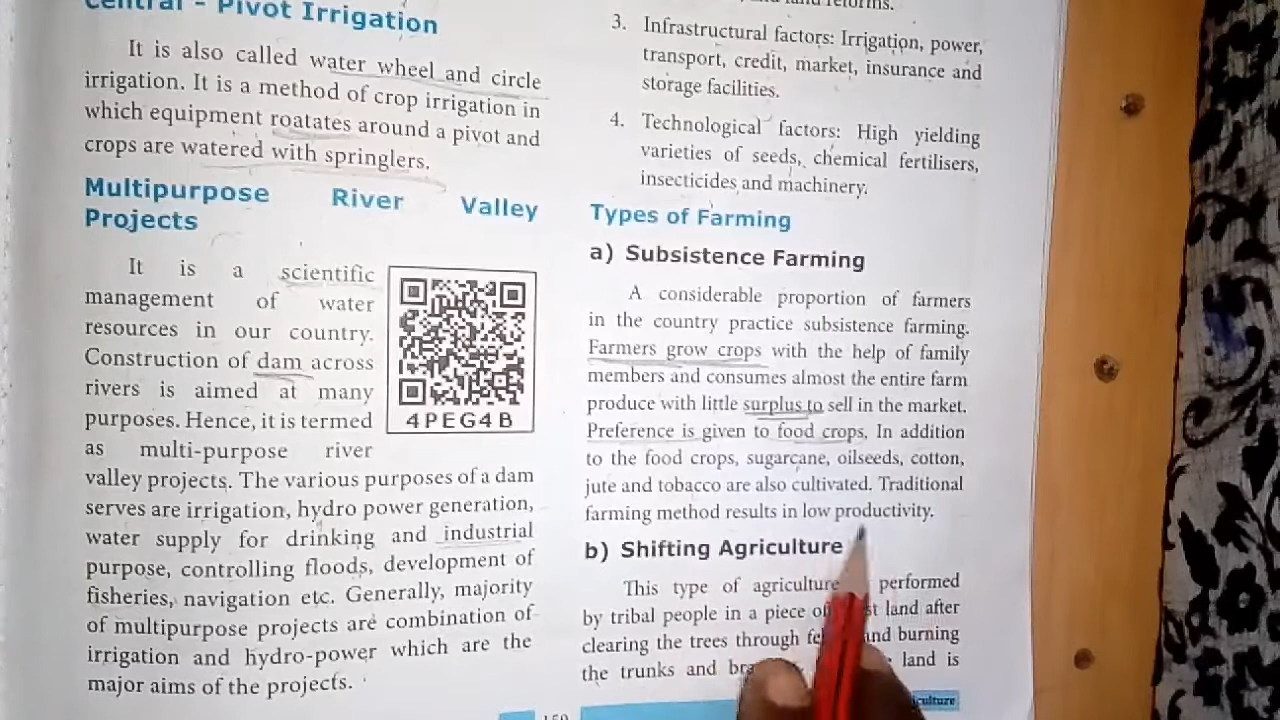 Central - Pivot Irrigation
It is also called water wheel and circle
irrigation. It is a method of crop irrigation in
which equipment roatates around a pivot and
crops are watered with springlers.
Multipurpose River Valley
Projects
It is a scientific
management of water
resources in our country.
Construction of dam across
rivers is aimed at many
purposes. Hence, it is termed
as multi-purpose river
valley projects. The various purposes of a dam
serves are irrigation, hydro power generation,
water supply for drinking and industrial
purpose, controlling floods, development of
fisheries, navigation etc. Generally, majority
of multipurpose projects are combination of
irrigation and hydro-power which are the
major aims of the projects.
4PEG4B
reforms.
3. Infrastructural factors: Irrigation, power,
transport, credit, market, insurance and
storage facilities.
4. Technological factors: High yielding
varieties of seeds, chemical fertilisers,
insecticides and machinery.
Types of Farming
a) Subsistence Farming
A considerable proportion of farmers
in the country practice subsistence farming.
Farmers grow crops with the help of family
members and consumes almost the entire farm
produce with little surplus to sell in the market.
Preference is given to food crops. In addition
to the food crops, sugarcane, oilseeds, cotton,
jute and tobacco are also cultivated. Traditional
farming method results in low productivity.
b) Shifting Agriculture
This type of agriculture performed
by tribal people in a piece of land after
clearing the trees through and burning
the trunks and land is